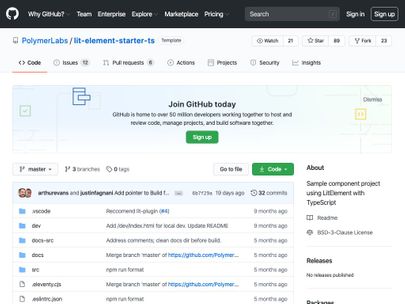 Why GitHub? Team Enterprise Explore Marketplace Pricing Search Sign in Sign up
PolymerLabs / lit-element-starter-ts Template Watch 21 Star 89 Fork 23
Code Issues 12 Pull requests 6 Actions Projects Security Insights
Dismiss
Join GitHub today
GitHub is home to over 50 million developers working together to host and
review code, manage projects, and build software together.
Sign up
master 3 branches 0 tags Go to file Code
arthurevans and justinfagnani Add pointer to Build f... 6b7f29a 19 days ago 32 commits
.vscode Reccomend lit-plugin (#4) 9 months ago
dev Add /dev/index.html for local dev. Update README 9 months ago
docs-src Address comments; clean docs dir before build. 5 months ago
docs Merge branch 'master' of https://github.com/Polymer... 5 months ago
src npm run format 5 months ago
.eleventy.cjs Merge branch 'master' of https://github.com/Polymer... 5 months ago
.eslintrc.json npm run format 5 months ago
About
Sample component project
using LitElement with
TypeScript
Readme
BSD-3-Clause License
Releases
No releases published
Packages